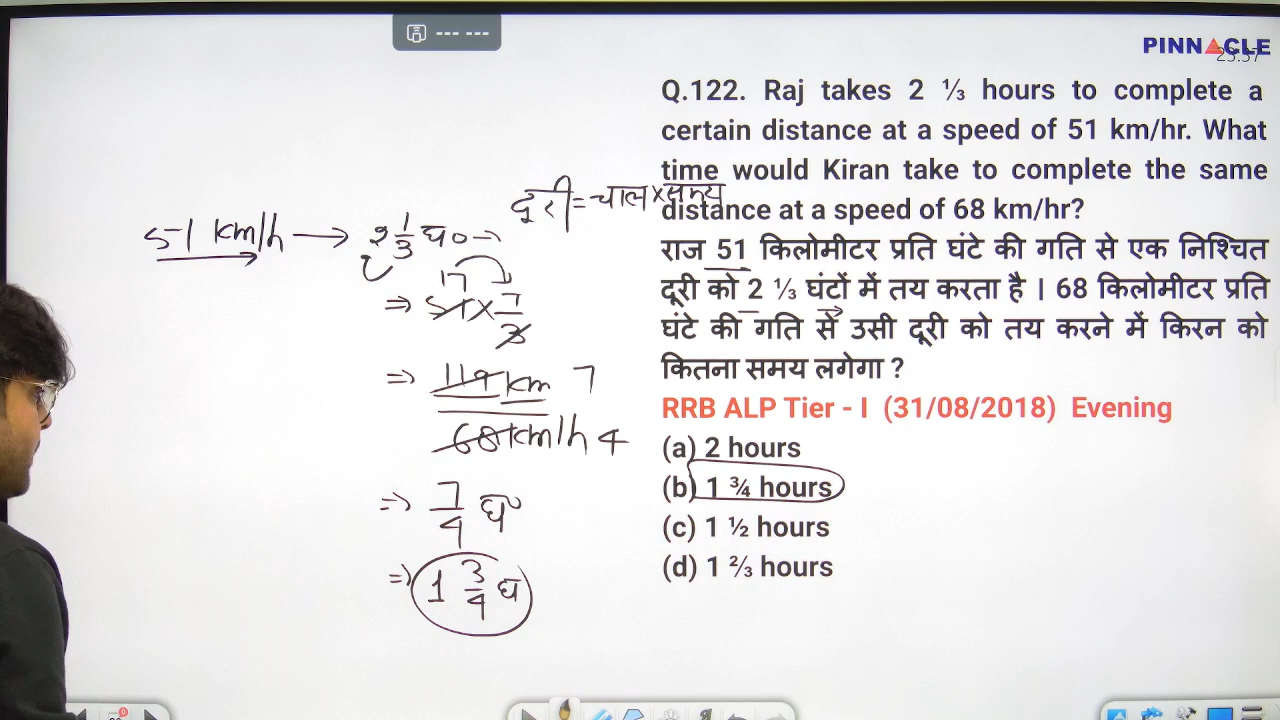 --- ---
PINNACLE
23:37
Q.122. Raj takes 2 ⅓ hours to complete a
certain distance at a speed of 51 km/hr. What
time would Kiran take to complete the same
distance at a speed of 68 km/hr?
राज 51 किलोमीटर प्रति घंटे की गति से एक निश्चित
दूरी को 2 ⅓ घंटों में तय करता है | 68 किलोमीटर प्रति
घंटे की गति से उसी दूरी को तय करने में किरन को
कितना समय लगेगा ?
RRB ALP Tier - I (31/08/2018) Evening
(a) 2 hours
(b) 1 ¾ hours
(c) 1 ½ hours
(d) 1 ⅔ hours
दूरी = चाल × समय
51 km/h → 2 1/3 घ०
17
⇒ 51 × 7/3
⇒ 119 km 7
68 km/h 4
⇒ 7/4 घ०
⇒ 1 3/4 घ